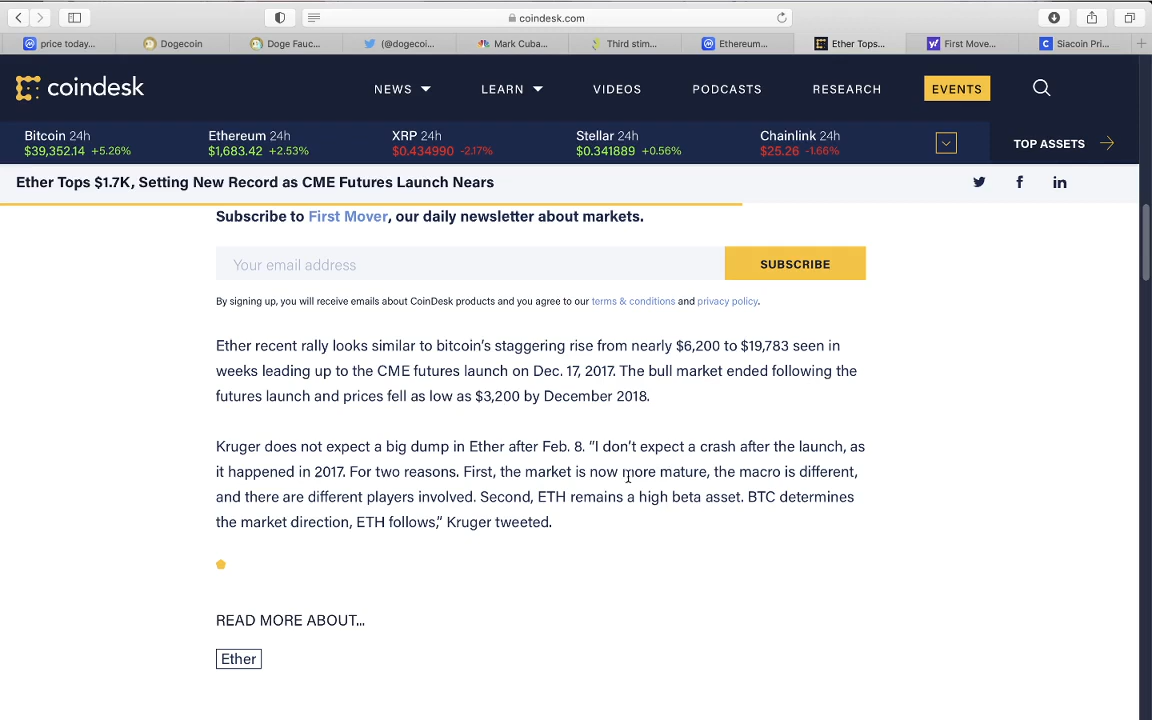 coindesk.com
price today...
Dogecoin
Doge Fauc...
(@dogecoi...
Mark Cuba...
Third stim...
Ethereum...
Ether Tops...
First Move...
Siacoin Pri...
coindesk
NEWS
LEARN
VIDEOS
PODCASTS
RESEARCH
EVENTS
Bitcoin 24h
$39,352.14 +5.26%
Ethereum 24h
$1,683.42 +2.53%
XRP 24h
$0.434990 -2.17%
Stellar 24h
$0.341889 +0.56%
Chainlink 24h
$25.26 -1.66%
TOP ASSETS
Ether Tops $1.7K, Setting New Record as CME Futures Launch Nears
Subscribe to First Mover, our daily newsletter about markets.
Your email address
SUBSCRIBE
By signing up, you will receive emails about CoinDesk products and you agree to our terms & conditions and privacy policy.
Ether recent rally looks similar to bitcoin's staggering rise from nearly $6,200 to $19,783 seen in
weeks leading up to the CME futures launch on Dec. 17, 2017. The bull market ended following the
futures launch and prices fell as low as $3,200 by December 2018.
Kruger does not expect a big dump in Ether after Feb. 8. "I don't expect a crash after the launch, as
it happened in 2017. For two reasons. First, the market is now more mature, the macro is different,
and there are different players involved. Second, ETH remains a high beta asset. BTC determines
the market direction, ETH follows," Kruger tweeted.
READ MORE ABOUT...
Ether